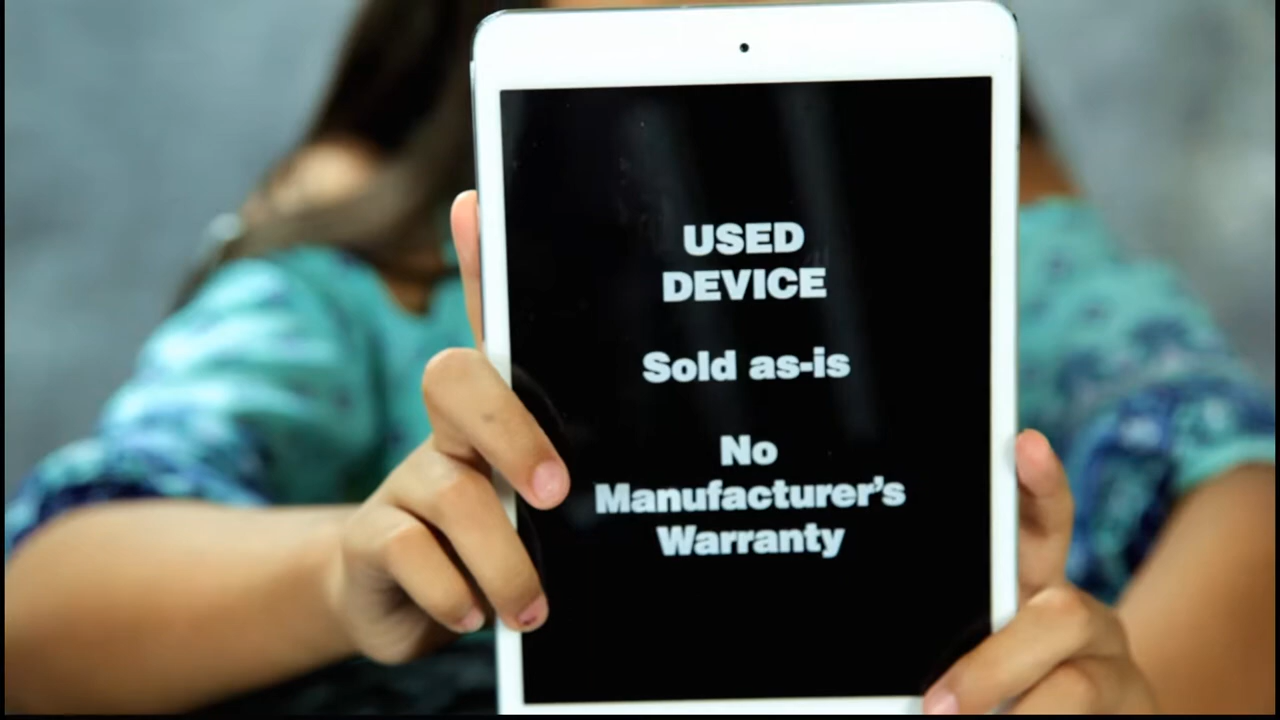 USED
DEVICE
Sold as-is
No
Manufacturer’s
Warranty